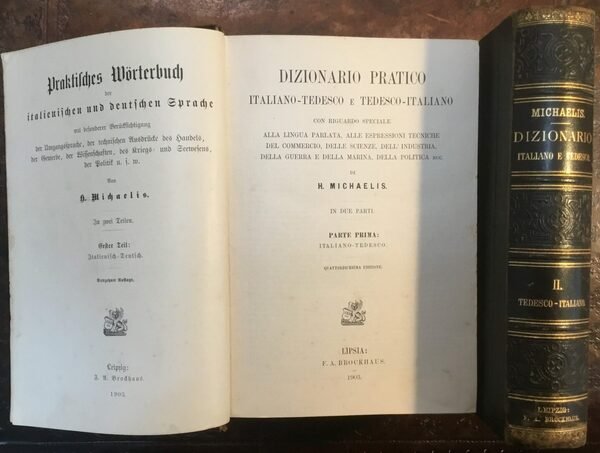 Praktisches Wörterbuch
der
italienischen und deutschen Sprache
mit besonderer Berücksichtigung
der Umgangssprache, der technischen Ausdrücke des Handels,
der Gewerbe, der Wissenschaften, des Kriegs- und Seewesens,
der Politik u. s. w.
Von
H. Michaelis.
In zwei Teilen.
Erster Teil:
Italienisch-Deutsch.
Vierzehnte Auflage.
Leipzig:
F. A. Brockhaus.
1905.
DIZIONARIO PRATICO
ITALIANO-TEDESCO E TEDESCO-ITALIANO
CON RIGUARDO SPECIALE
ALLA LINGUA PARLATA, ALLE ESPRESSIONI TECNICHE
DEL COMMERCIO, DELLE SCIENZE, DELL' INDUSTRIA,
DELLA GUERRA E DELLA MARINA, DELLA POLITICA ECC.
DI
H. MICHAELIS.
IN DUE PARTI.
PARTE PRIMA:
ITALIANO-TEDESCO.
QUATTORDICESIMA EDIZIONE.
LIPSIA:
F. A. BROCKHAUS.
1905.
MICHAELIS.
DIZIONARIO
ITALIANO E TEDESCO.
II.
TEDESCO-ITALIANO
LEIPZIG:
F. A. BROCKHAUS.